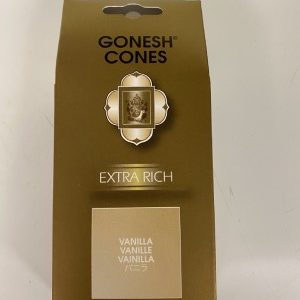 GONESH®
CONES
EXTRA RICH
VANILLA
VANILLE
VAINILLA
バニラ